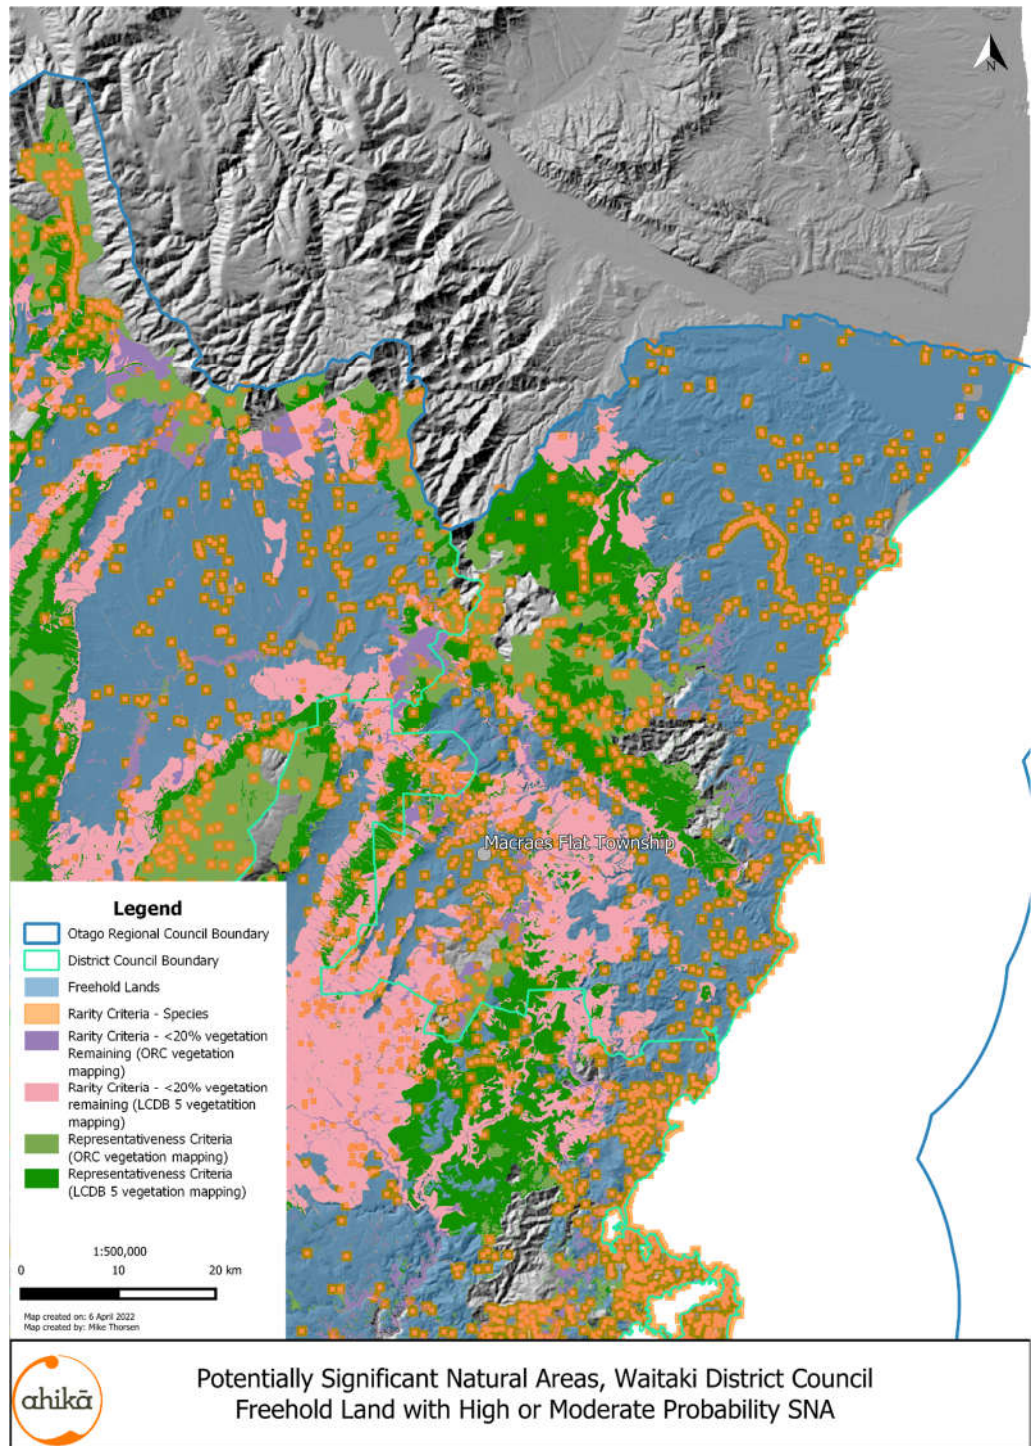 N
Macraes Flat Township
Legend
Otago Regional Council Boundary
District Council Boundary
Freehold Lands
Rarity Criteria - Species
Rarity Criteria - <20% vegetation
Remaining (ORC vegetation
mapping)
Rarity Criteria - <20% vegetation
remaining (LCDB 5 vegetatition
mapping)
Representativeness Criteria
(ORC vegetation mapping)
Representativeness Criteria
(LCDB 5 vegetation mapping)
1:500,000
0 10 20 km
Map created on: 6 April 2022
Map created by: Mike Thorsen
ahikā
Potentially Significant Natural Areas, Waitaki District Council
Freehold Land with High or Moderate Probability SNA